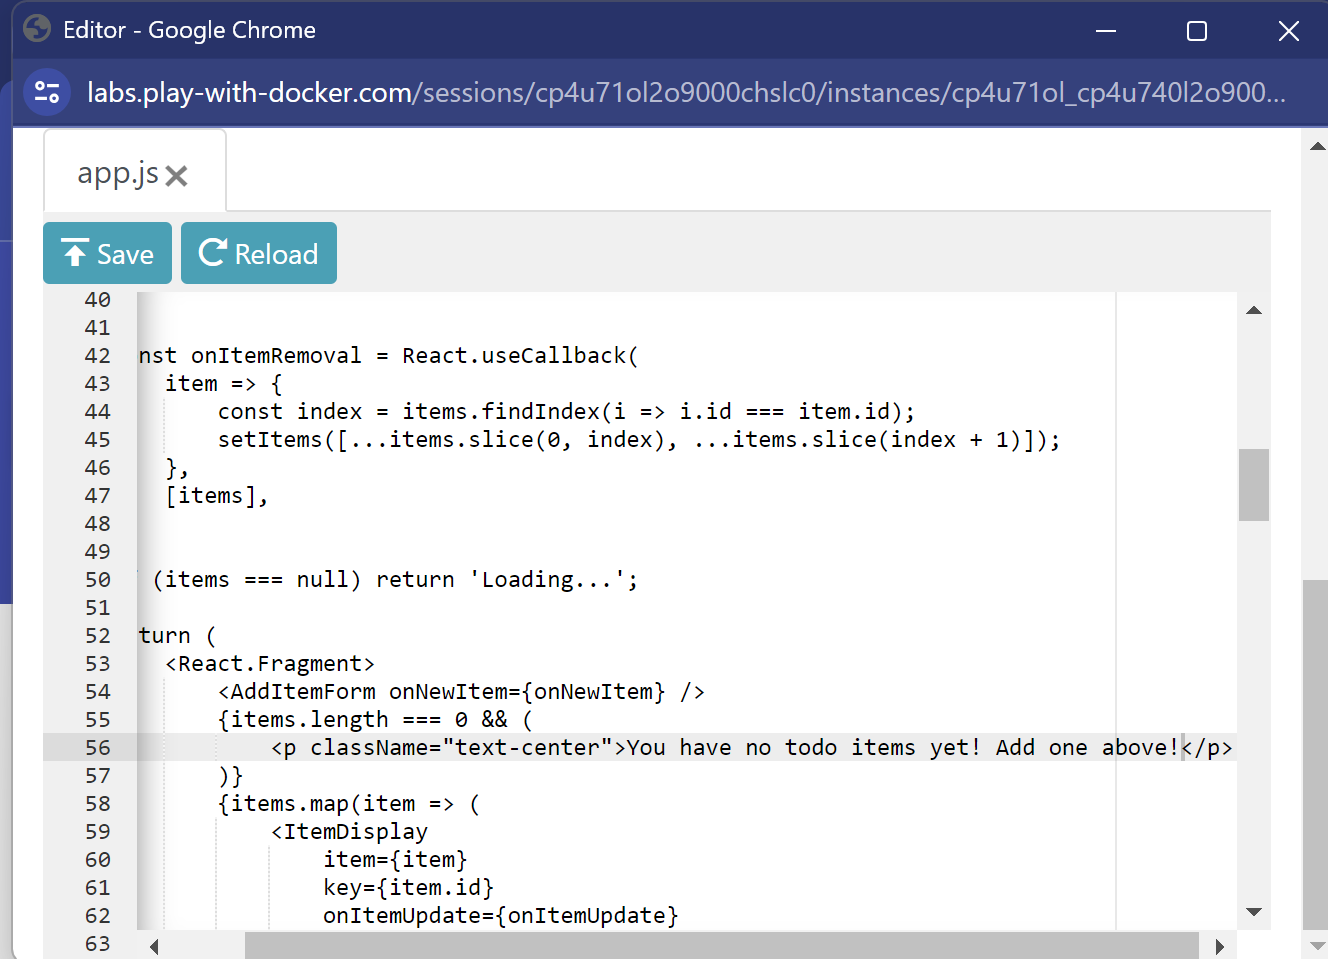 Editor - Google Chrome
labs.play-with-docker.com/sessions/cp4u71ol2o9000chslc0/instances/cp4u71ol_cp4u740l2o900...
app.js
Save Reload
40
41
42 nst onItemRemoval = React.useCallback(
43 item => {
44 const index = items.findIndex(i => i.id === item.id);
45 setItems([...items.slice(0, index), ...items.slice(index + 1)]);
46 },
47 [items],
48
49
50 (items === null) return 'Loading...';
51
52 turn (
53 <React.Fragment>
54 <AddItemForm onNewItem={onNewItem} />
55 {items.length === 0 && (
56 <p className="text-center">You have no todo items yet! Add one above!</p>
57 )}
58 {items.map(item => (
59 <ItemDisplay
60 item={item}
61 key={item.id}
62 onItemUpdate={onItemUpdate}
63